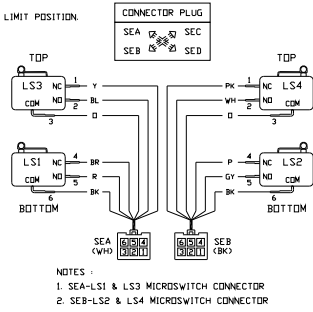 LIMIT POSITION.
CONNECTOR PLUG
SEA SEC
SEB SED
TOP TOP
LS3 NC 1 Y PK 1 NC LS4
NO 2 BL WH 2 NO
COM 3 O O 3 COM
LS1 NC 4 BR P 4 NC LS2
NO 5 R GY 5 NO
COM 6 BK BK 6 COM
BOTTOM BOTTOM
SEA (WH) 6 5 4 3 2 1
6 5 4 3 2 1 SEB (BK)
NOTES :
1. SEA-LS1 & LS3 MICROSWITCH CONNECTOR
2. SEB-LS2 & LS4 MICROSWITCH CONNECTOR